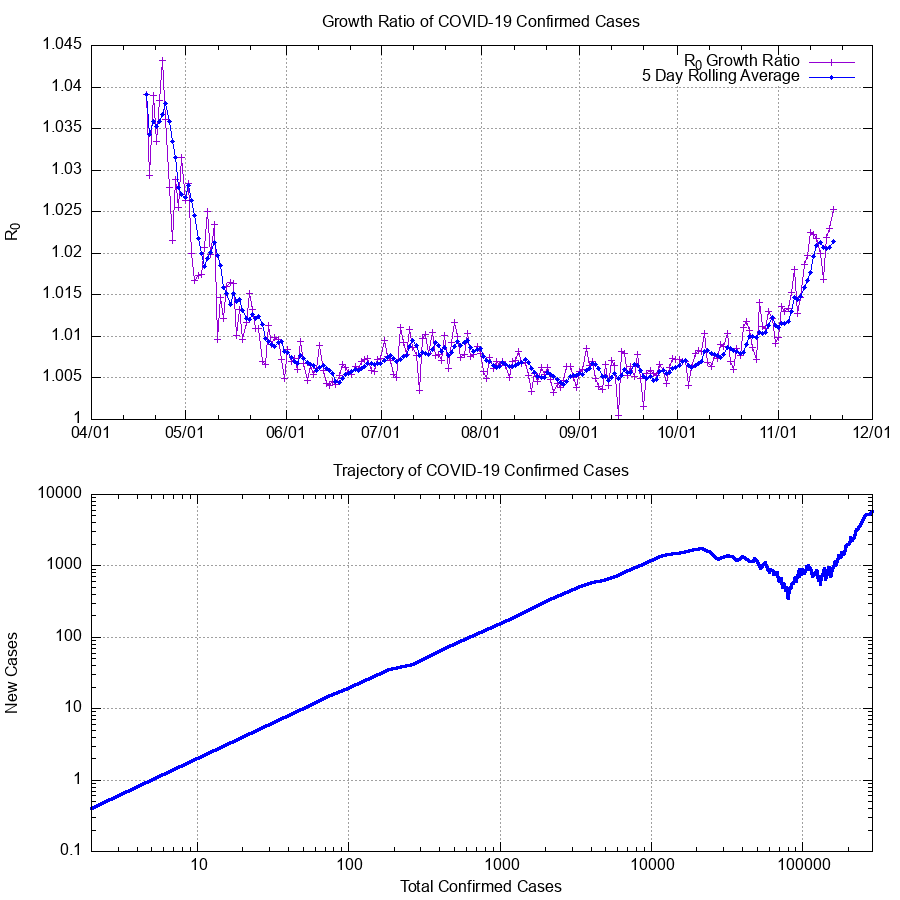 Growth Ratio of COVID-19 Confirmed Cases
1.045
1.04
1.035
1.03
1.025
1.02
1.015
1.01
1.005
1
R0
R0 Growth Ratio
5 Day Rolling Average
04/01 05/01 06/01 07/01 08/01 09/01 10/01 11/01 12/01
Trajectory of COVID-19 Confirmed Cases
10000
1000
100
10
1
0.1
New Cases
10 100 1000 10000 100000
Total Confirmed Cases